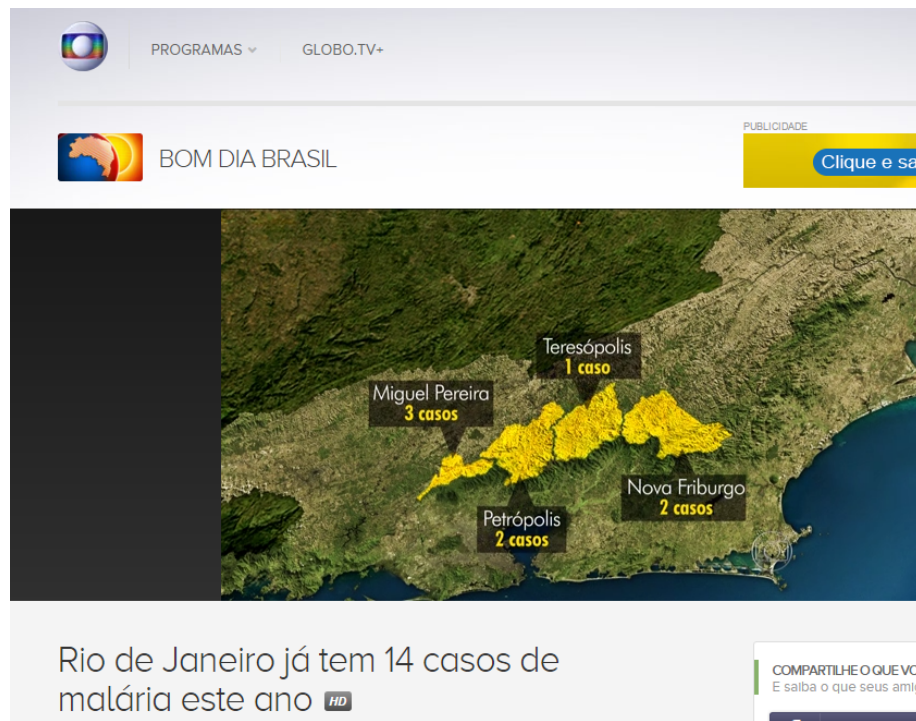 PROGRAMAS
GLOBO.TV+
PUBLICIDADE
BOM DIA BRASIL
Clique e sa
Teresópolis
1 caso
Miguel Pereira
3 casos
Nova Friburgo
2 casos
Petrópolis
2 casos
Rio de Janeiro já tem 14 casos de
malária este ano HD
COMPARTILHE O QUE VO
E saiba o que seus ami